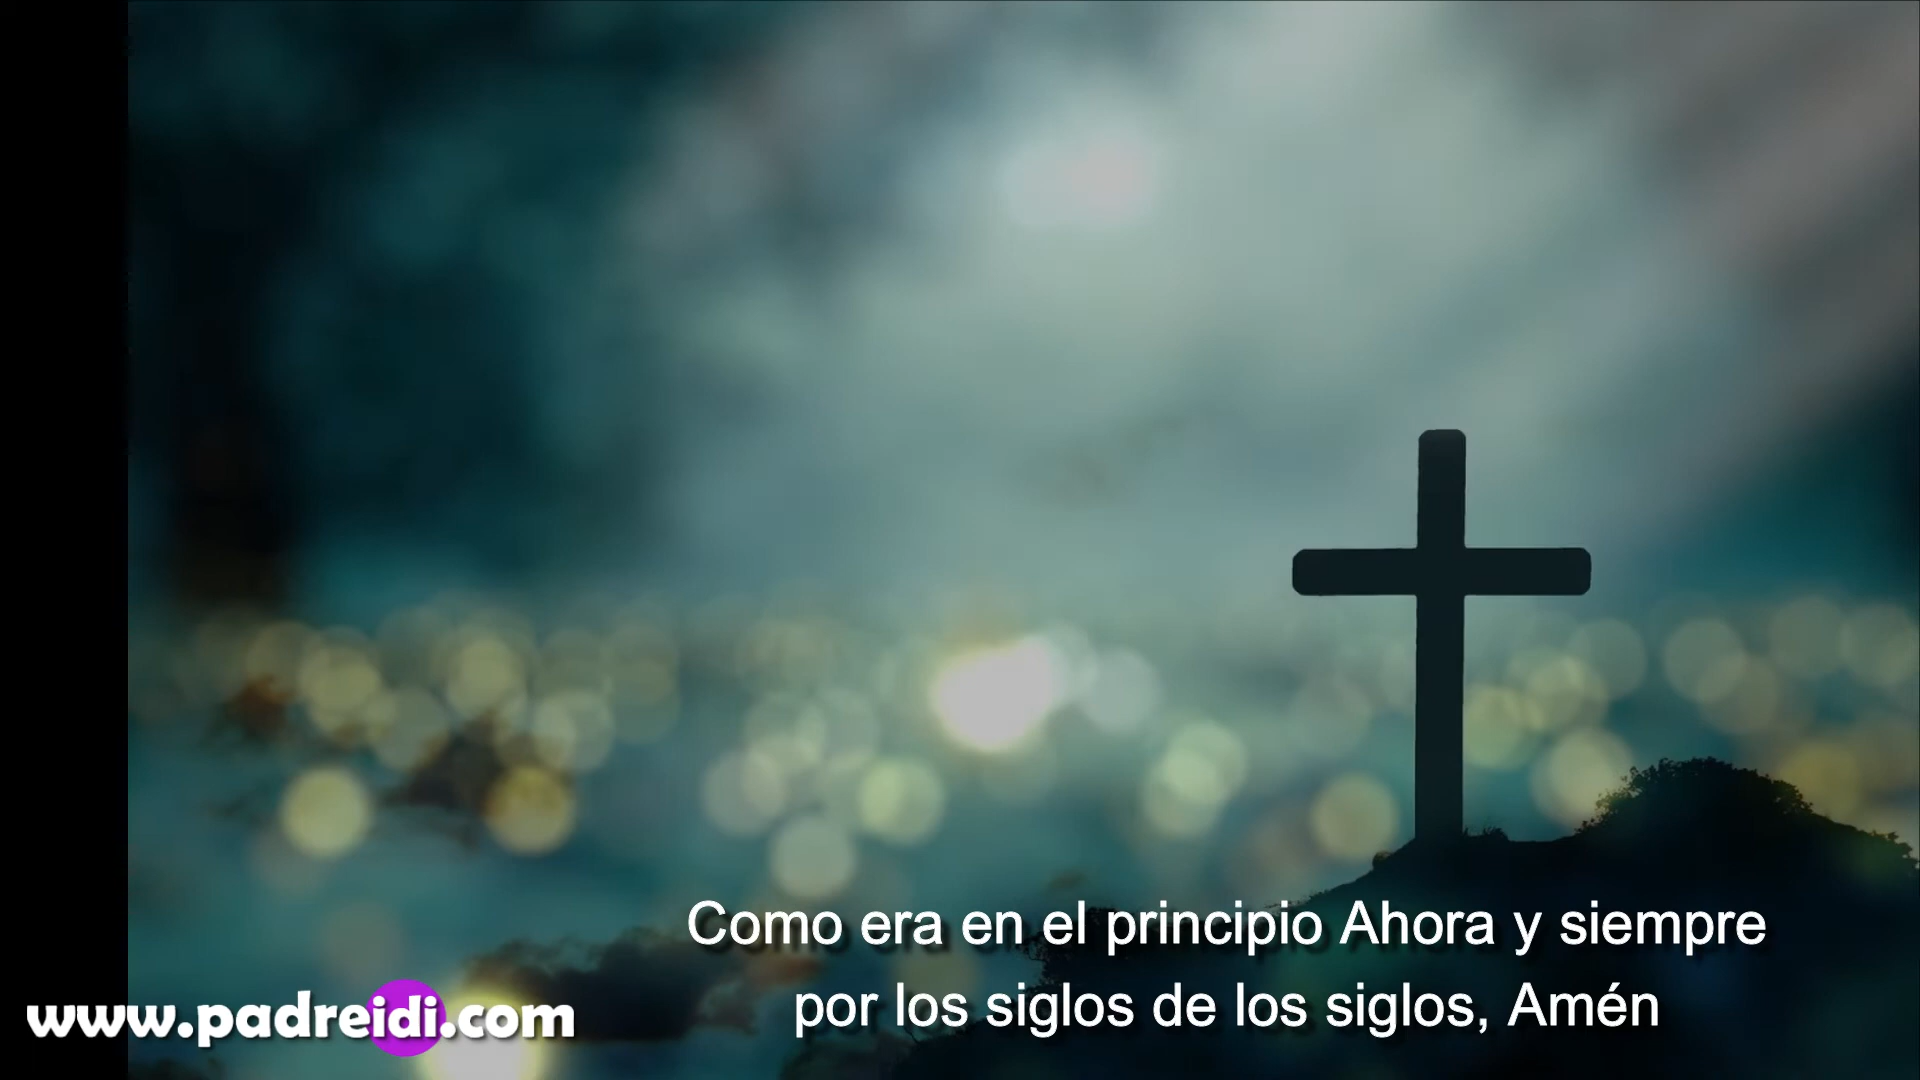 Como era en el principio Ahora y siempre
por los siglos de los siglos, Amén
www.padreidi.com